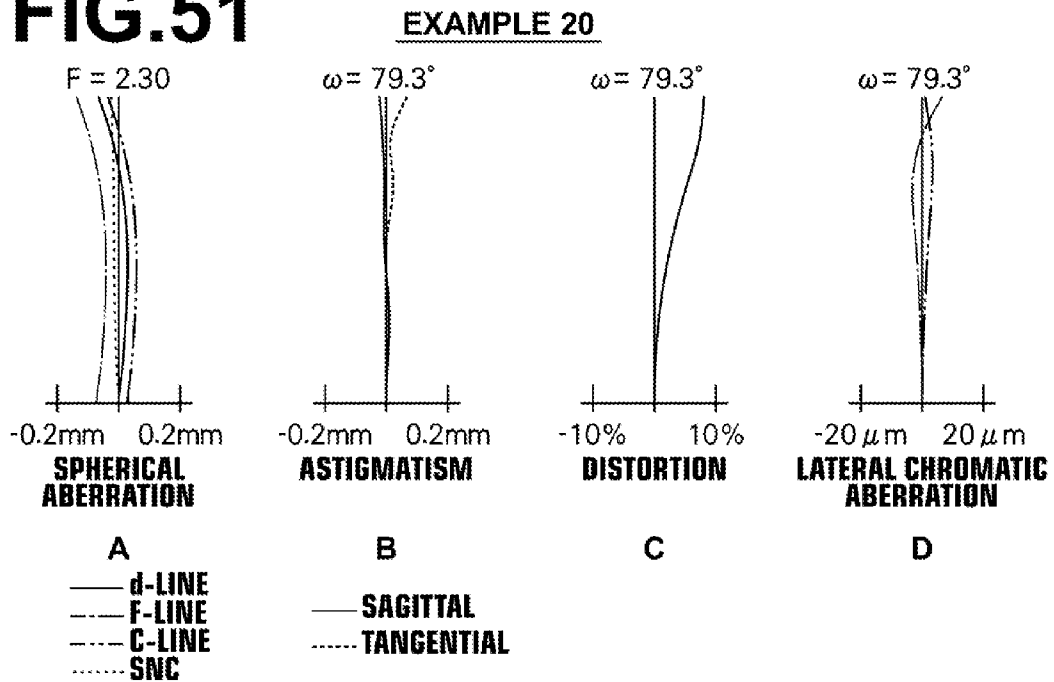 FIG.51
EXAMPLE 20
F = 2.30
ω= 79.3°
ω= 79.3°
ω= 79.3°
-0.2mm 0.2mm
-0.2mm 0.2mm
-10% 10%
-20 μm 20 μm
SPHERICAL
ABERRATION
ASTIGMATISM
DISTORTION
LATERAL CHROMATIC
ABERRATION
A
B
C
D
d-LINE
F-LINE
C-LINE
SNC
SAGITTAL
TANGENTIAL